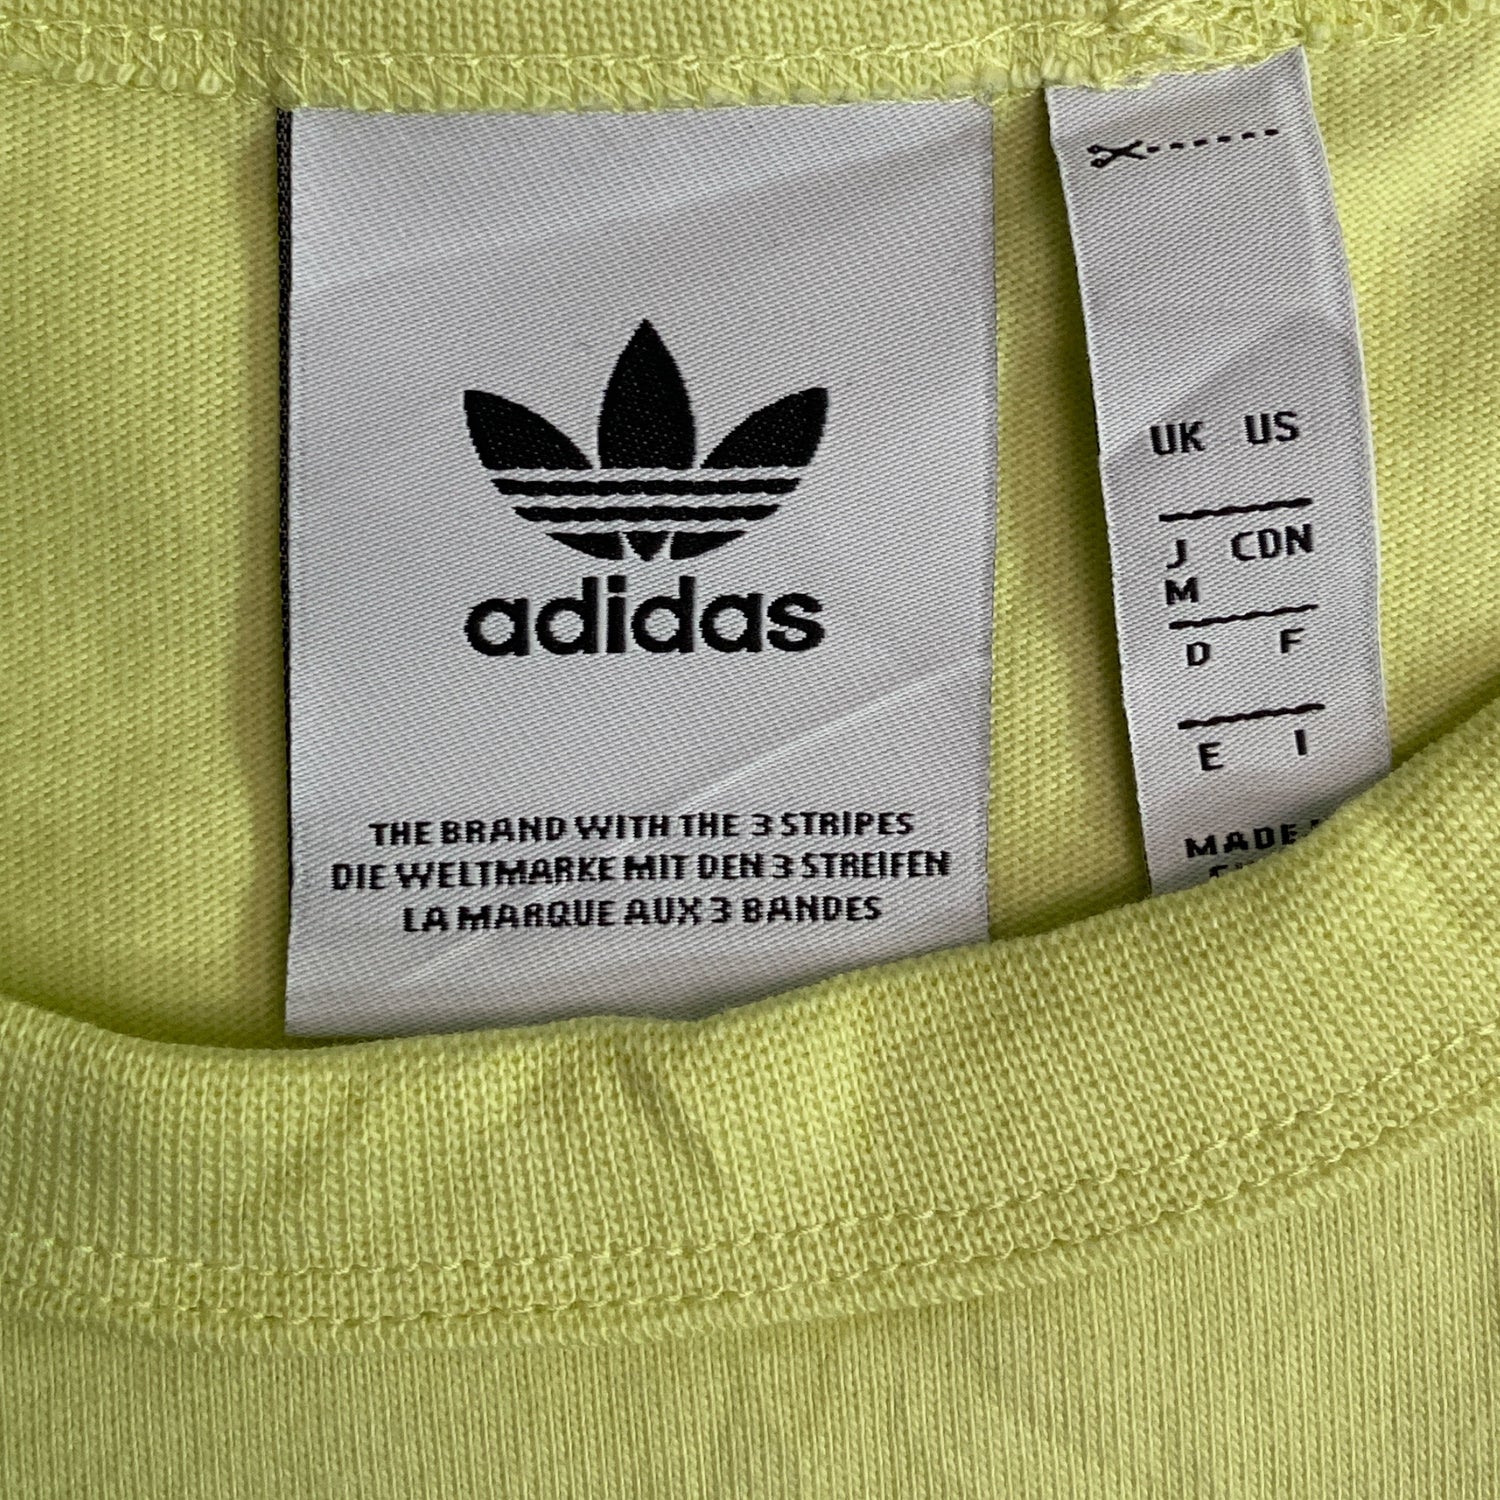 adidas
THE BRAND WITH THE 3 STRIPES
DIE WELTMARKE MIT DEN 3 STREIFEN
LA MARQUE AUX 3 BANDES
UK US
J CDN
M
D F
E I
MADE